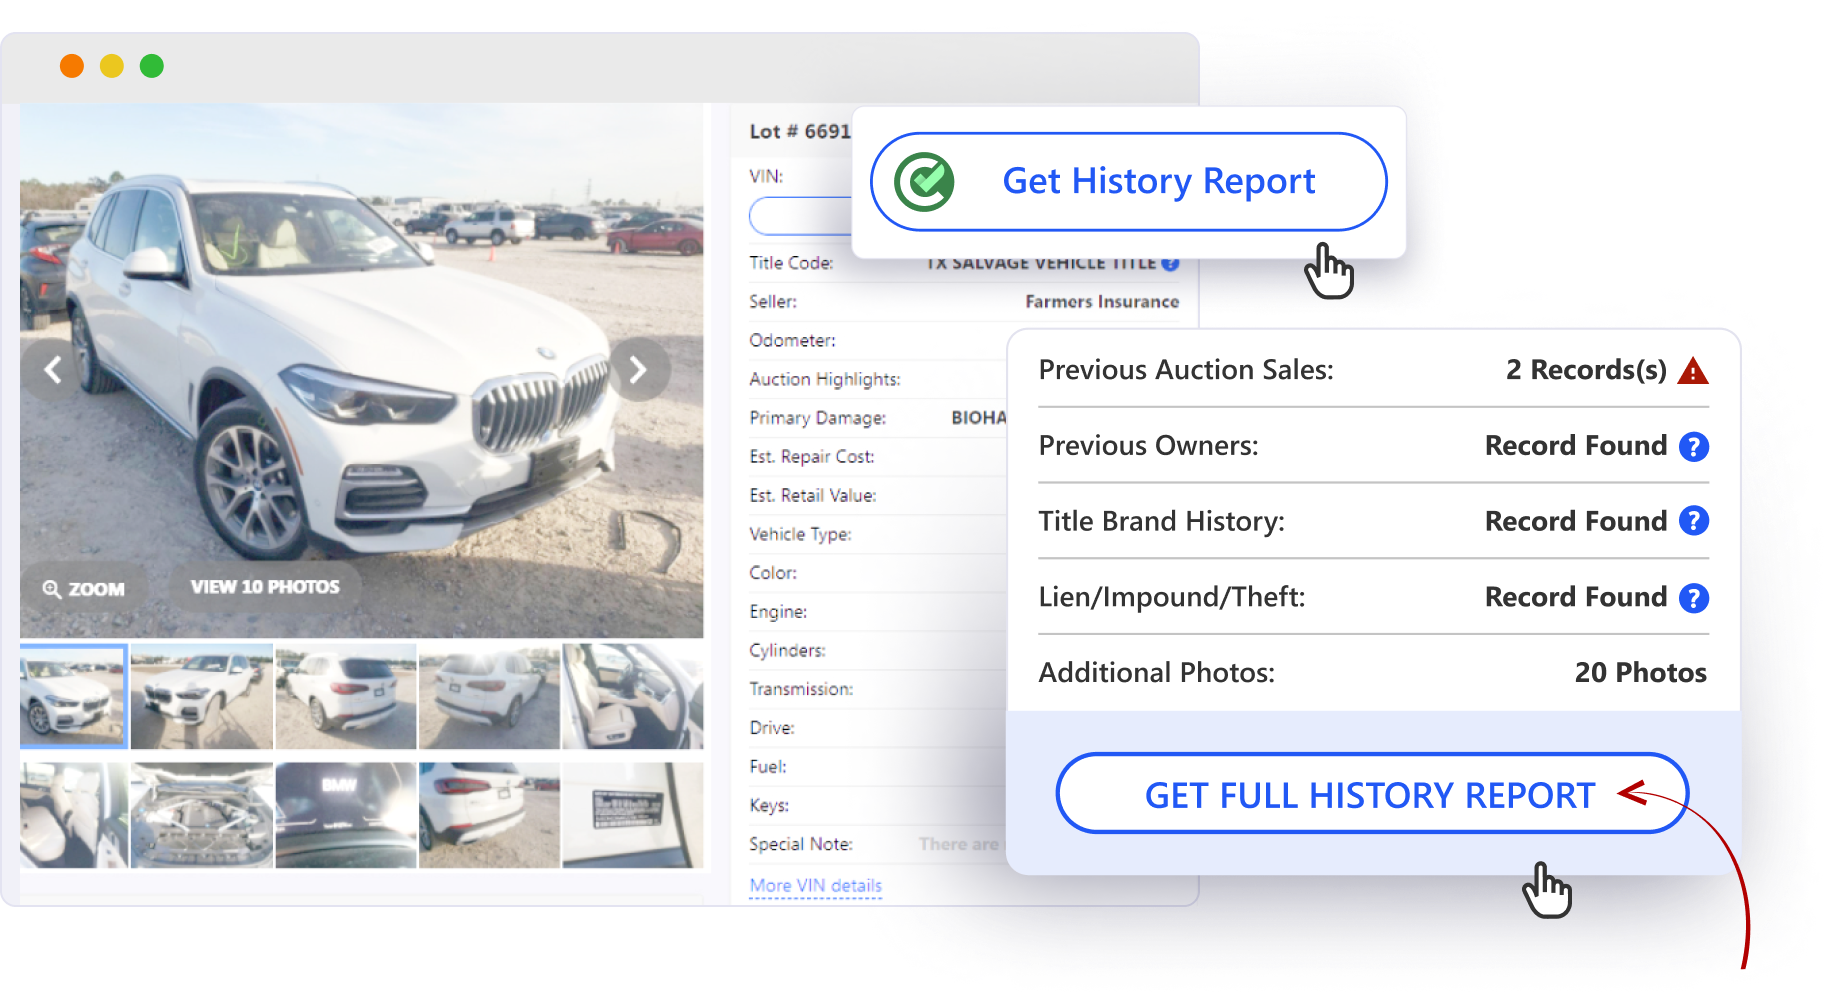 Lot # 6691
VIN:
Get History Report
Title Code: TX SALVAGE VEHICLE TITLE ?
Seller: Farmers Insurance
Odometer:
Auction Highlights:
Primary Damage: BIOHA
Est. Repair Cost:
Est. Retail Value:
Vehicle Type:
Color:
Engine:
Cylinders:
Transmission:
Drive:
Fuel:
Keys:
Special Note: There are
More VIN details
ZOOM
VIEW 10 PHOTOS
BMW
Previous Auction Sales: 2 Records(s)
Previous Owners: Record Found ?
Title Brand History: Record Found ?
Lien/Impound/Theft: Record Found ?
Additional Photos: 20 Photos
GET FULL HISTORY REPORT